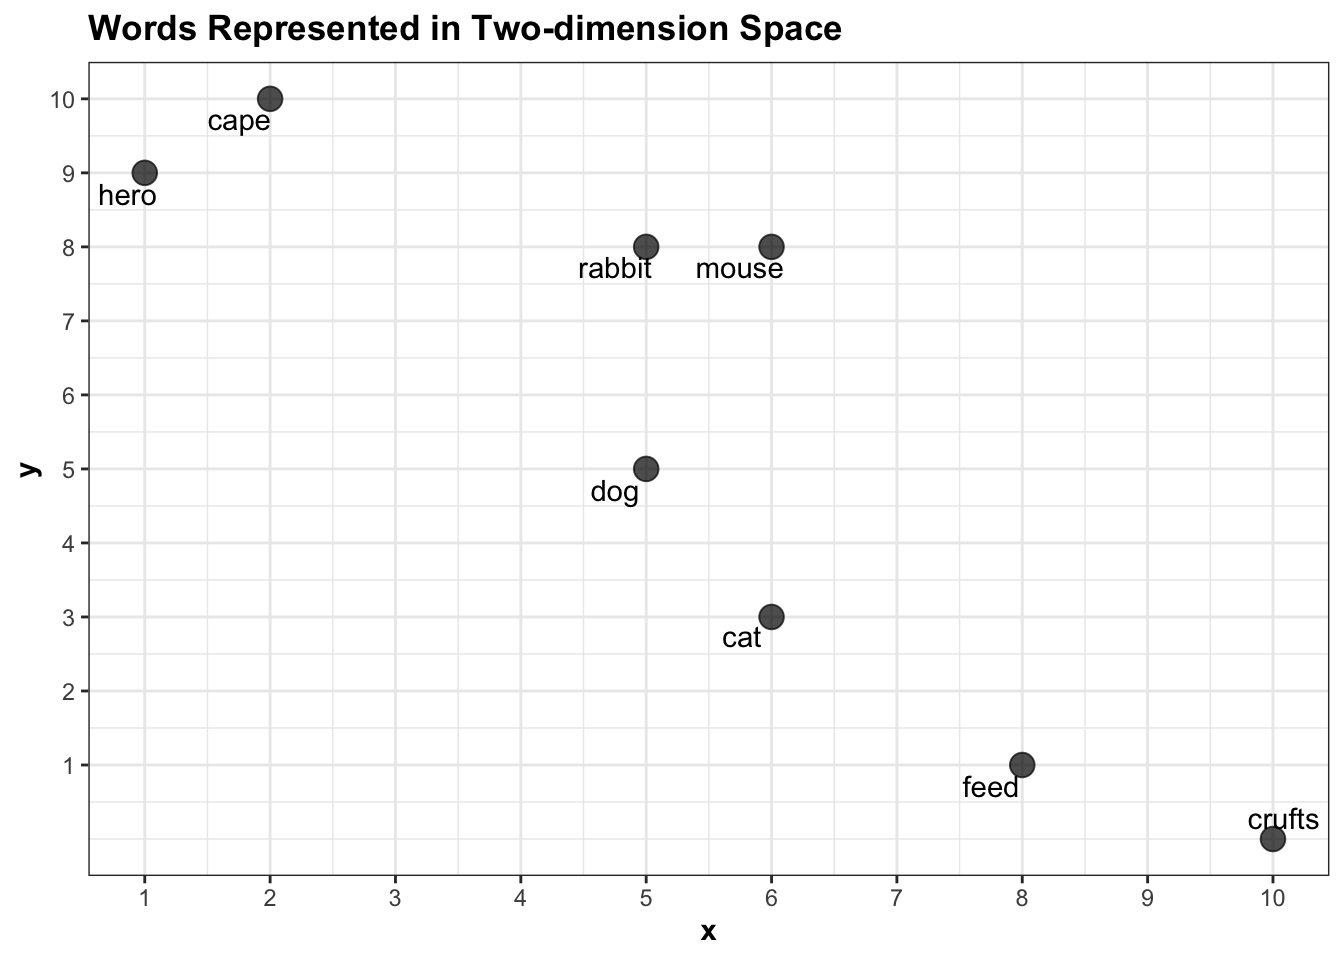 Words Represented in Two-dimension Space
10
cape
9
hero
8
rabbit
mouse
7
6
y
5
dog
4
3
cat
2
1
feed
crufts
1 2 3 4 5 6 7 8 9 10
x